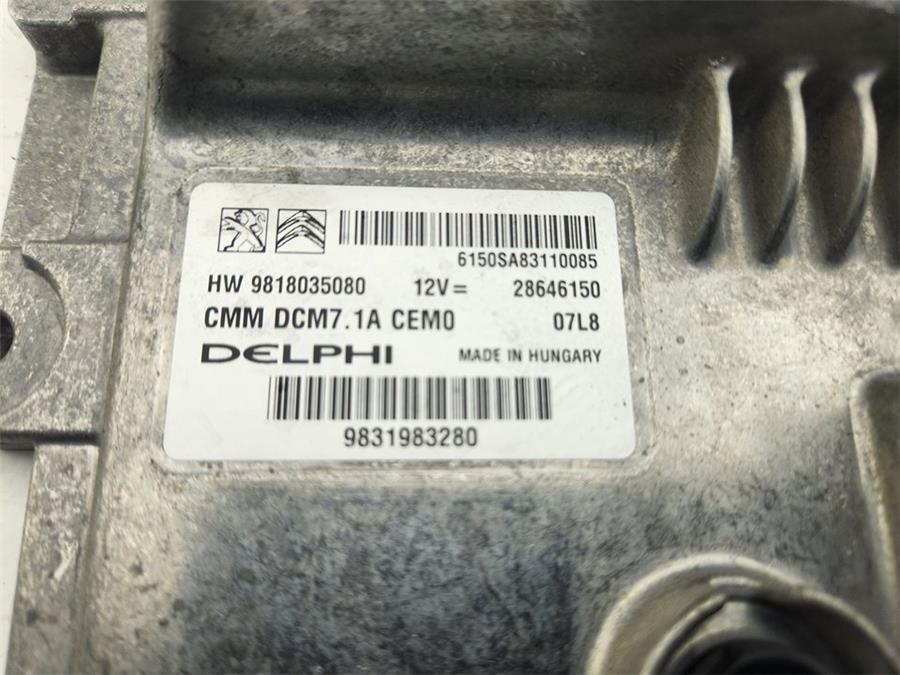 6150SA83110085
HW 9818035080 12V= 28646150
CMM DCM7.1A CEM0 07L8
DELPHI MADE IN HUNGARY
9831983280